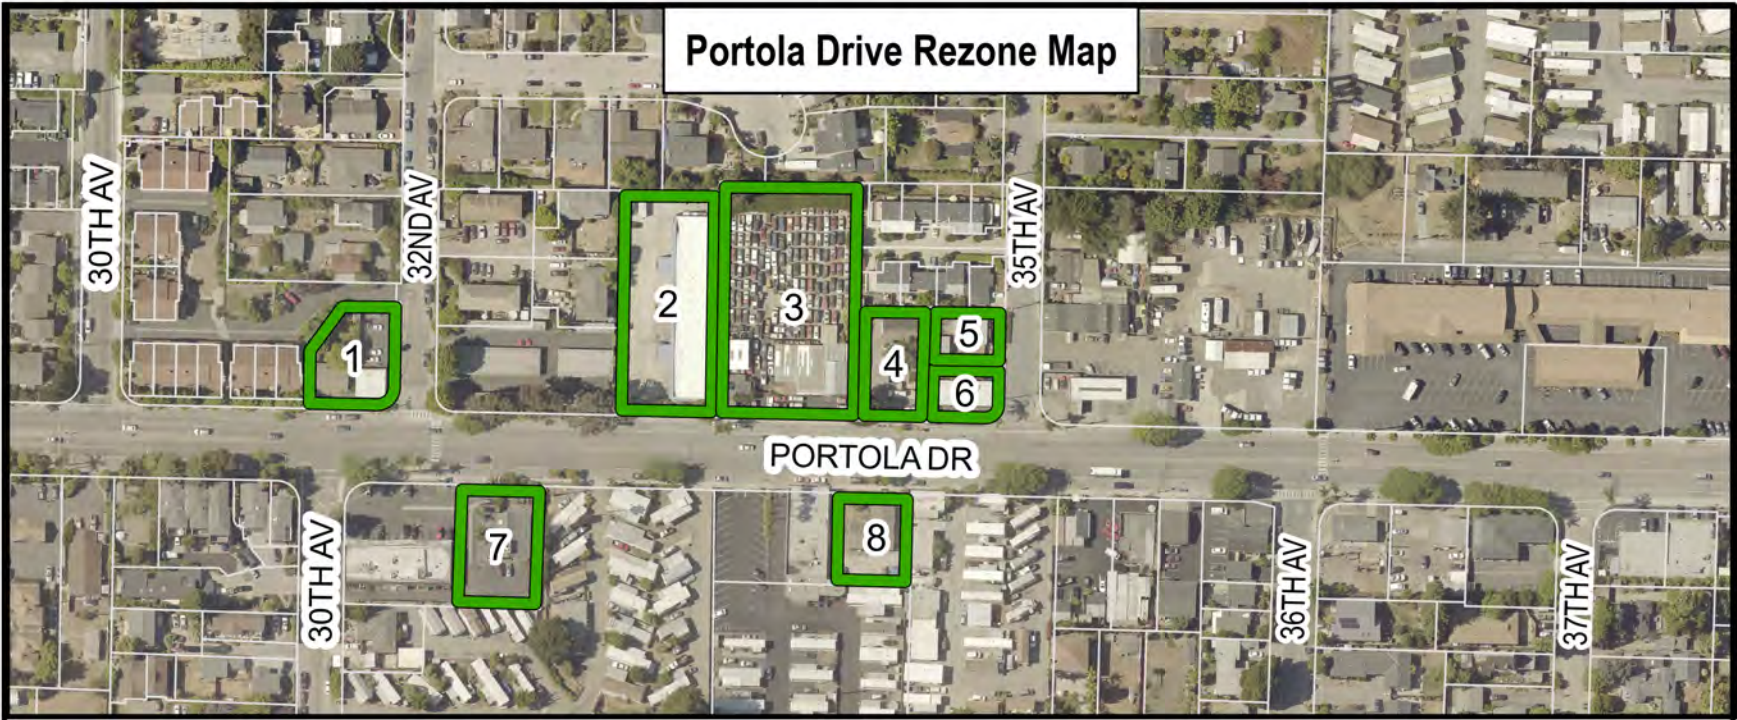 Portola Drive Rezone Map
30TH AV
32ND AV
35TH AV
1
2
3
4
5
6
PORTOLA DR
7
8
30TH AV
36TH AV
37TH AV